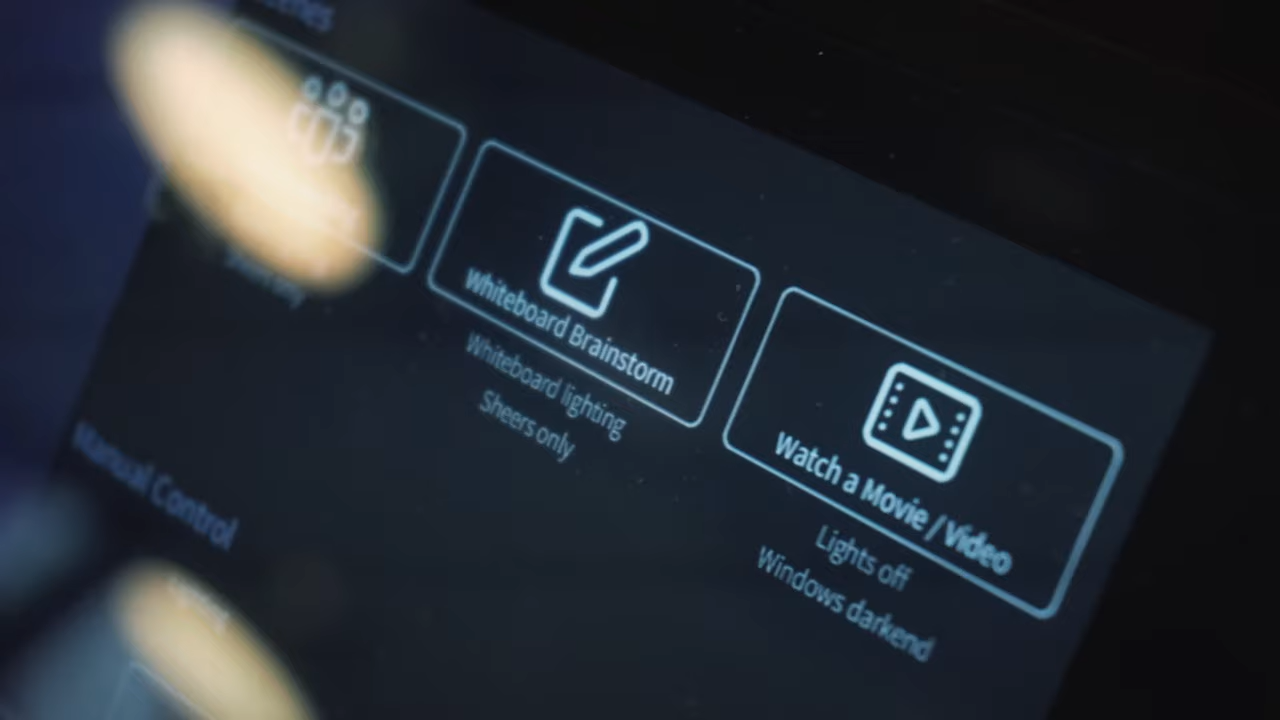 Whiteboard Brainstorm
Whiteboard lighting
Sheers only
Watch a Movie / Video
Lights off
Windows darkend
Manual Control